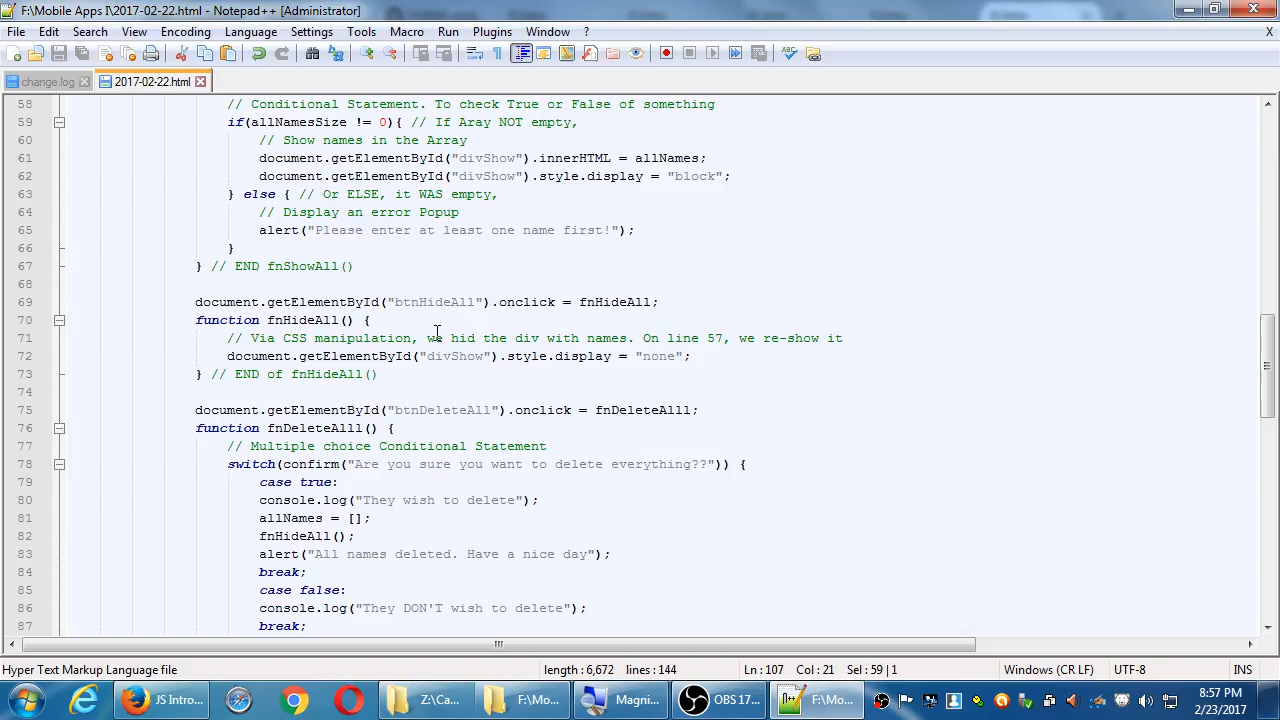 F:\Mobile Apps I\2017-02-22.html - Notepad++ [Administrator]
File Edit Search View Encoding Language Settings Tools Macro Run Plugins Window ? X
change.log 2017-02-22.html
58 // Conditional Statement. To check True or False of something
59 if(allNamesSize != 0){ // If Aray NOT empty,
60 // Show names in the Array
61 document.getElementById("divShow").innerHTML = allNames;
62 document.getElementById("divShow").style.display = "block";
63 } else { // Or ELSE, it WAS empty,
64 // Display an error Popup
65 alert("Please enter at least one name first!");
66 }
67 } // END fnShowAll()
68
69 document.getElementById("btnHideAll").onclick = fnHideAll;
70 function fnHideAll() {
71 // Via CSS manipulation, we hid the div with names. On line 57, we re-show it
72 document.getElementById("divShow").style.display = "none";
73 } // END of fnHideAll()
74
75 document.getElementById("btnDeleteAll").onclick = fnDeleteAlll;
76 function fnDeleteAlll() {
77 // Multiple choice Conditional Statement
78 switch(confirm("Are you sure you want to delete everything??")) {
79 case true:
80 console.log("They wish to delete");
81 allNames = [];
82 fnHideAll();
83 alert("All names deleted. Have a nice day");
84 break;
85 case false:
86 console.log("They DON'T wish to delete");
87 break;
Hyper Text Markup Language file length : 6,672 lines : 144 Ln : 107 Col : 21 Sel : 59 | 1 Windows (CR LF) UTF-8 INS
JS Intro... Z:\Ca... F:\Mo... Magni... OBS 17... F:\Mo... 8:57 PM
2/23/2017